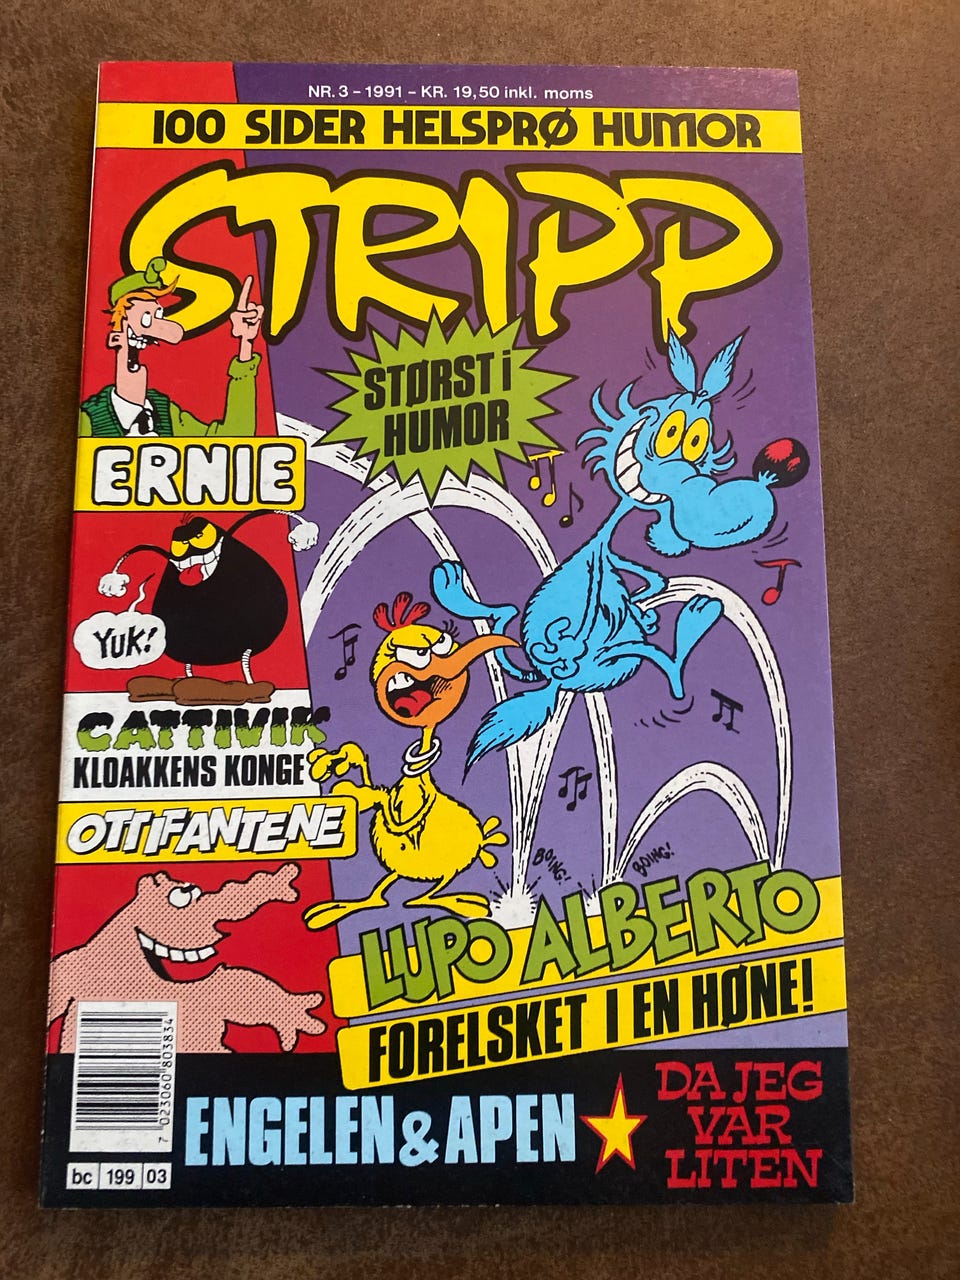 NR. 3 - 1991 - KR. 19,50 inkl. moms
100 SIDER HELSPRØ HUMOR
STRIPP
STØRST i
HUMOR
ERNIE
YUK!
CATTIVIK
KLOAKKENS KONGE
OTTIFANTENE
BOING!
BOING!
LUPO ALBERTO
FORELSKET I EN HØNE!
ENGELEN & APEN
DA JEG
VAR
LITEN
7 023060 803834
bc 199 03